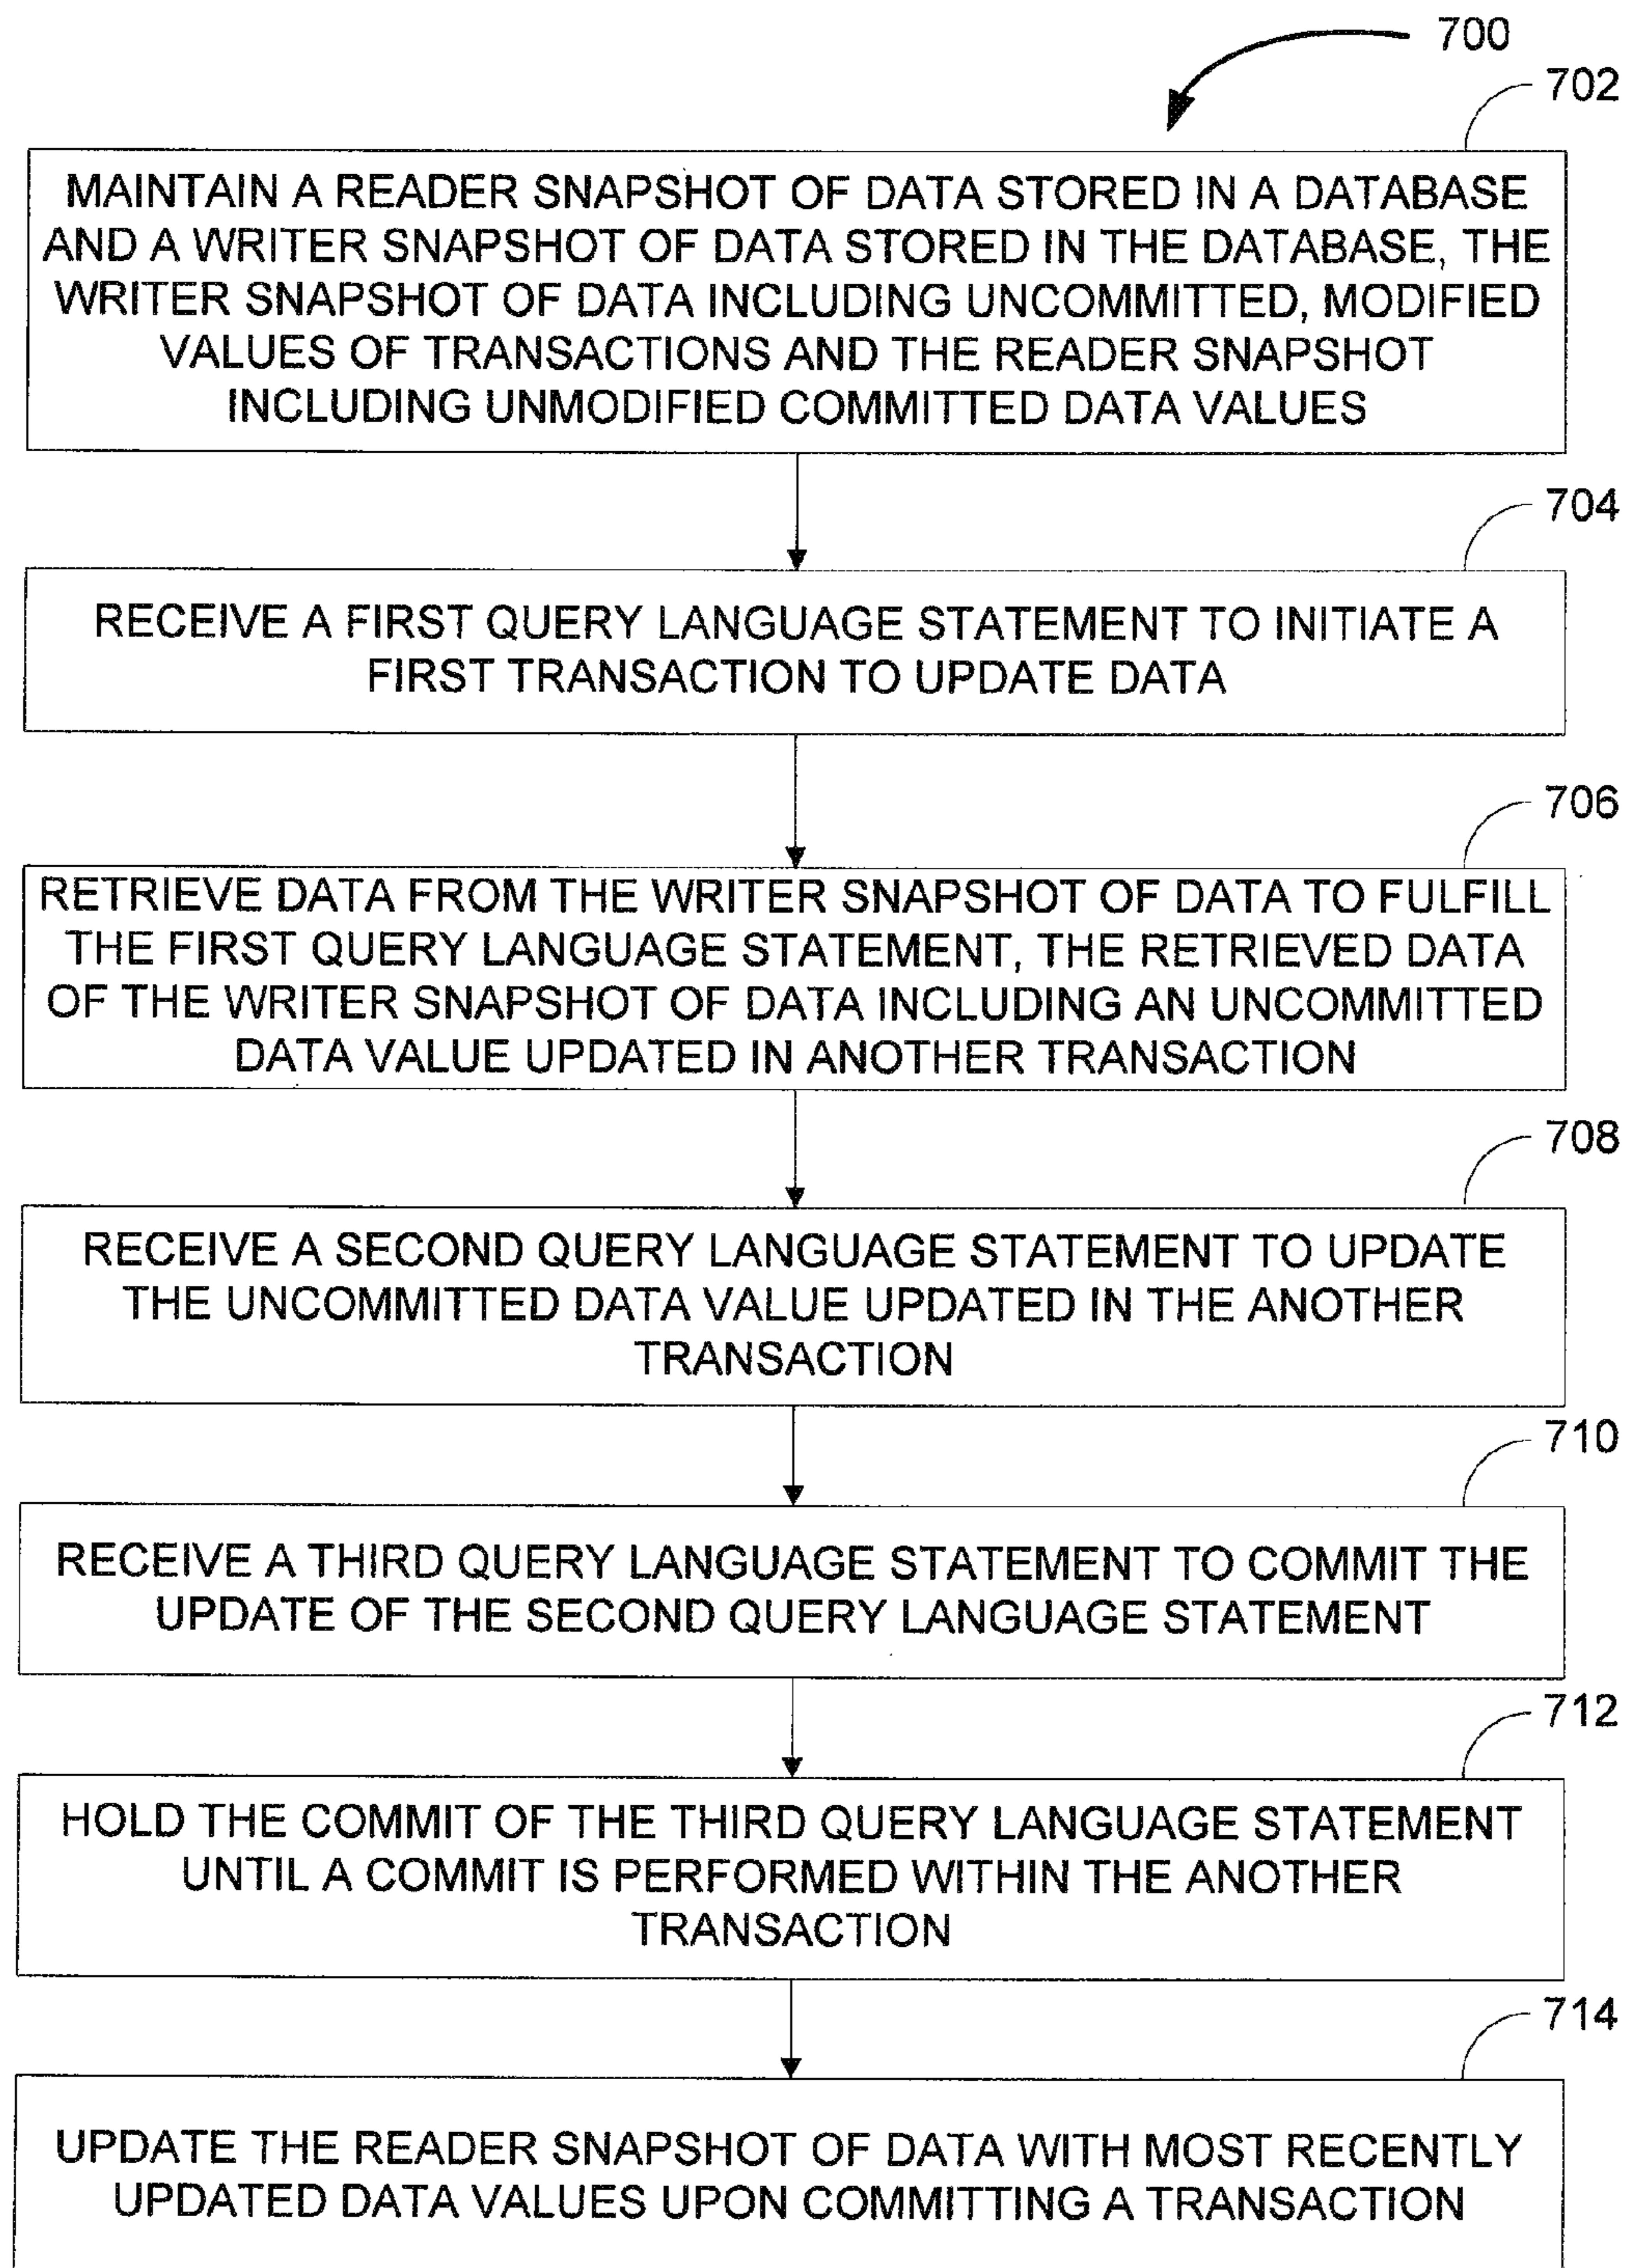 700
702
MAINTAIN A READER SNAPSHOT OF DATA STORED IN A DATABASE
AND A WRITER SNAPSHOT OF DATA STORED IN THE DATABASE, THE
WRITER SNAPSHOT OF DATA INCLUDING UNCOMMITTED, MODIFIED
VALUES OF TRANSACTIONS AND THE READER SNAPSHOT
INCLUDING UNMODIFIED COMMITTED DATA VALUES
704
RECEIVE A FIRST QUERY LANGUAGE STATEMENT TO INITIATE A
FIRST TRANSACTION TO UPDATE DATA
706
RETRIEVE DATA FROM THE WRITER SNAPSHOT OF DATA TO FULFILL
THE FIRST QUERY LANGUAGE STATEMENT, THE RETRIEVED DATA
OF THE WRITER SNAPSHOT OF DATA INCLUDING AN UNCOMMITTED
DATA VALUE UPDATED IN ANOTHER TRANSACTION
708
RECEIVE A SECOND QUERY LANGUAGE STATEMENT TO UPDATE
THE UNCOMMITTED DATA VALUE UPDATED IN THE ANOTHER
TRANSACTION
710
RECEIVE A THIRD QUERY LANGUAGE STATEMENT TO COMMIT THE
UPDATE OF THE SECOND QUERY LANGUAGE STATEMENT
712
HOLD THE COMMIT OF THE THIRD QUERY LANGUAGE STATEMENT
UNTIL A COMMIT IS PERFORMED WITHIN THE ANOTHER
TRANSACTION
714
UPDATE THE READER SNAPSHOT OF DATA WITH MOST RECENTLY
UPDATED DATA VALUES UPON COMMITTING A TRANSACTION